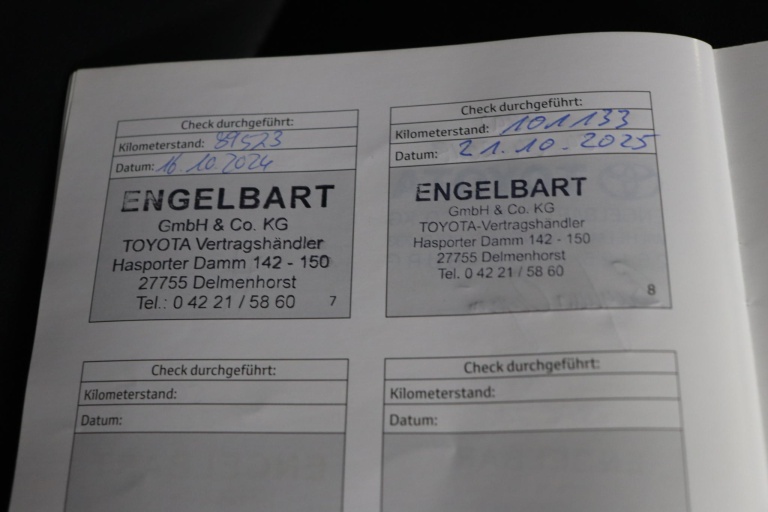 Check durchgeführt:
Kilometerstand: 89523
Datum: 16.10.2024
ENGELBART
GmbH & Co. KG
TOYOTA Vertragshändler
Hasporter Damm 142 - 150
27755 Delmenhorst
Tel.: 0 42 21 / 58 60
7
Check durchgeführt:
Kilometerstand: 101133
Datum: 21.10.2025
ENGELBART
GmbH & Co. KG
TOYOTA-Vertragshändler
Hasporter Damm 142 - 150
27755 Delmenhorst
Tel. 0 42 21 / 58 60
8
Check durchgeführt:
Kilometerstand:
Datum:
Check durchgeführt:
Kilometerstand:
Datum: